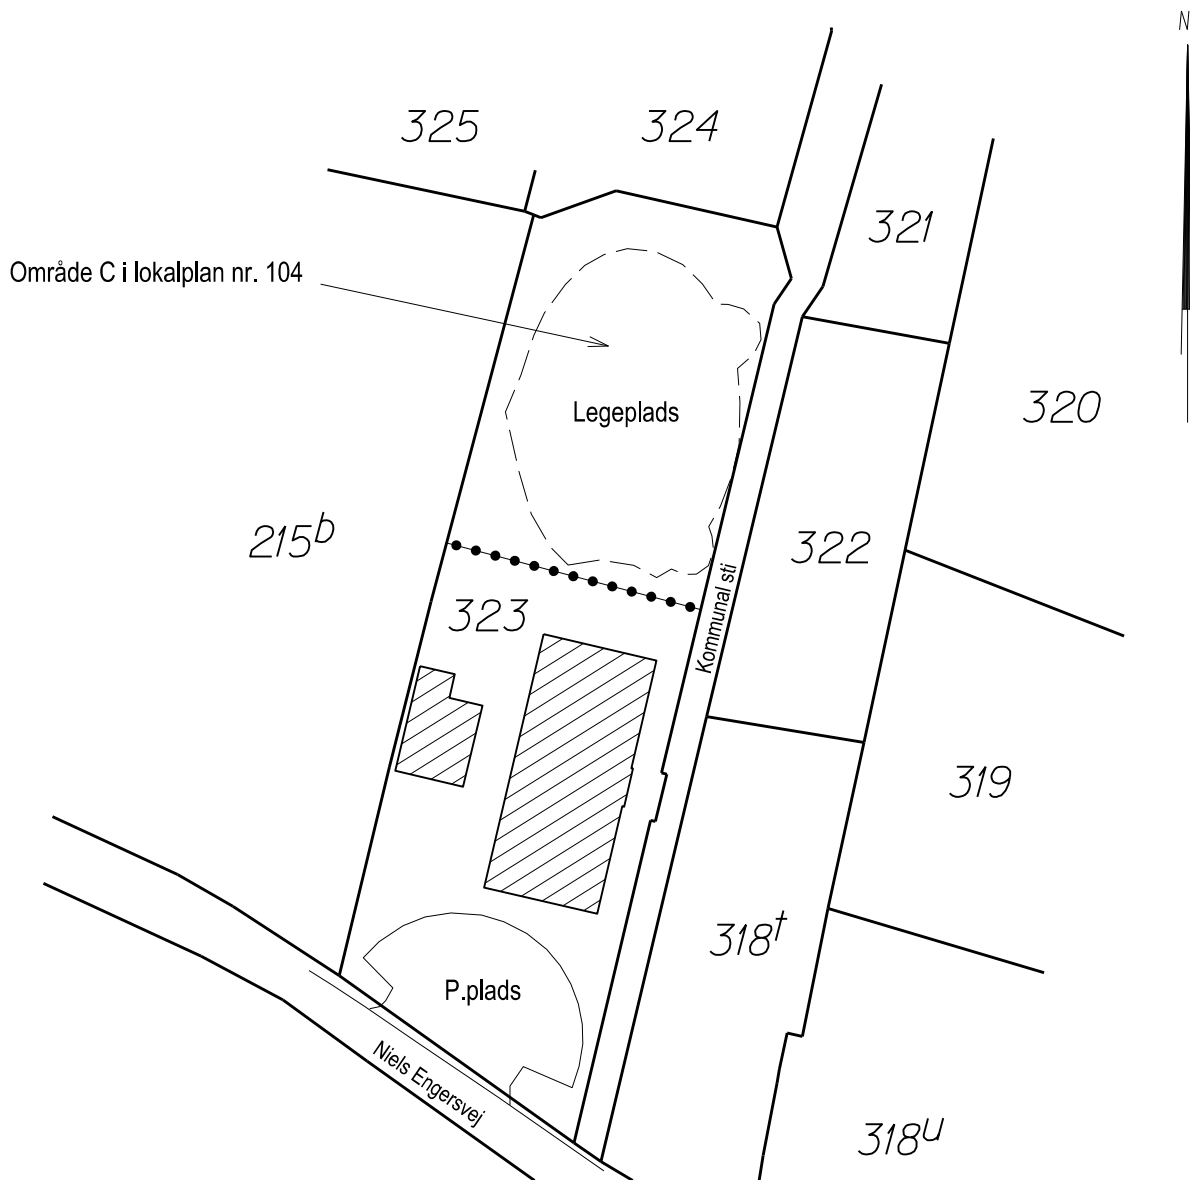 N
325
324
321
Område C i lokalplan nr. 104
Legeplads
320
215b
322
323
Kommunal sti
319
318t
P.plads
Niels Engersvej
318u